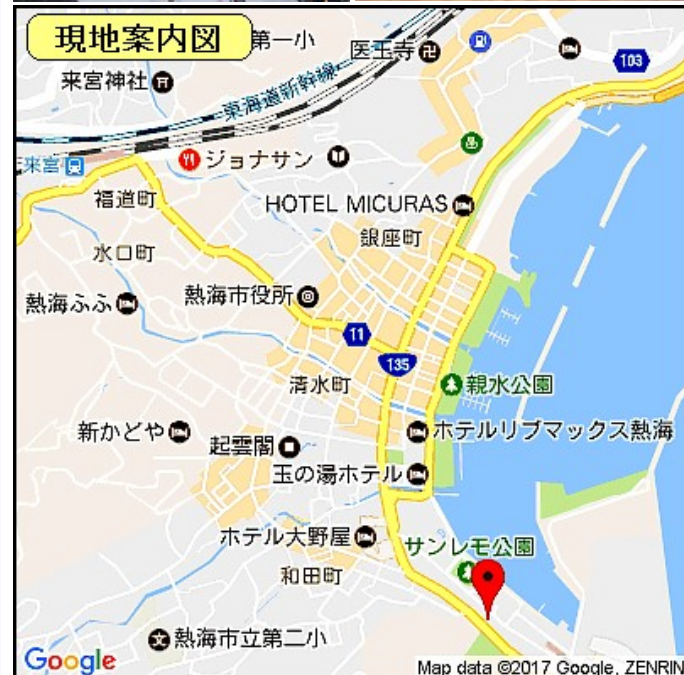 現地案内図
第一小
医王寺
103
来宮神社
東海道新幹線
来宮
ジョナサン
福道町
HOTEL MICURAS
銀座町
水口町
熱海ふふ
熱海市役所
11
135
清水町
親水公園
新かどや
起雲閣
ホテルリブマックス熱海
玉の湯ホテル
ホテル大野屋
サンレモ公園
和田町
熱海市立第二小
Google
Map data ©2017 Google, ZENRIN